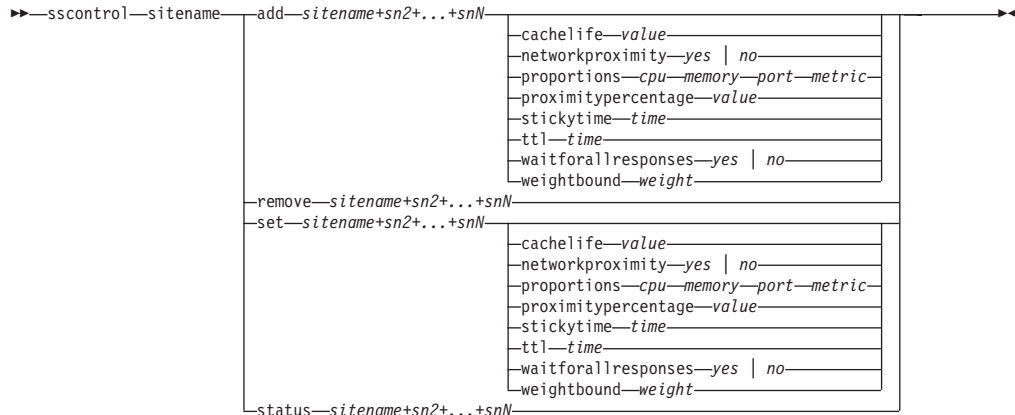 sscontrol sitename add sitename+sn2+...+snN
cachelife value
networkproximity yes | no
proportions cpu memory port metric
proximitypercentage value
stickytime time
ttl time
waitforallresponses yes | no
weightbound weight
remove sitename+sn2+...+snN
set sitename+sn2+...+snN
cachelife value
networkproximity yes | no
proportions cpu memory port metric
proximitypercentage value
stickytime time
ttl time
waitforallresponses yes | no
weightbound weight
status sitename+sn2+...+snN